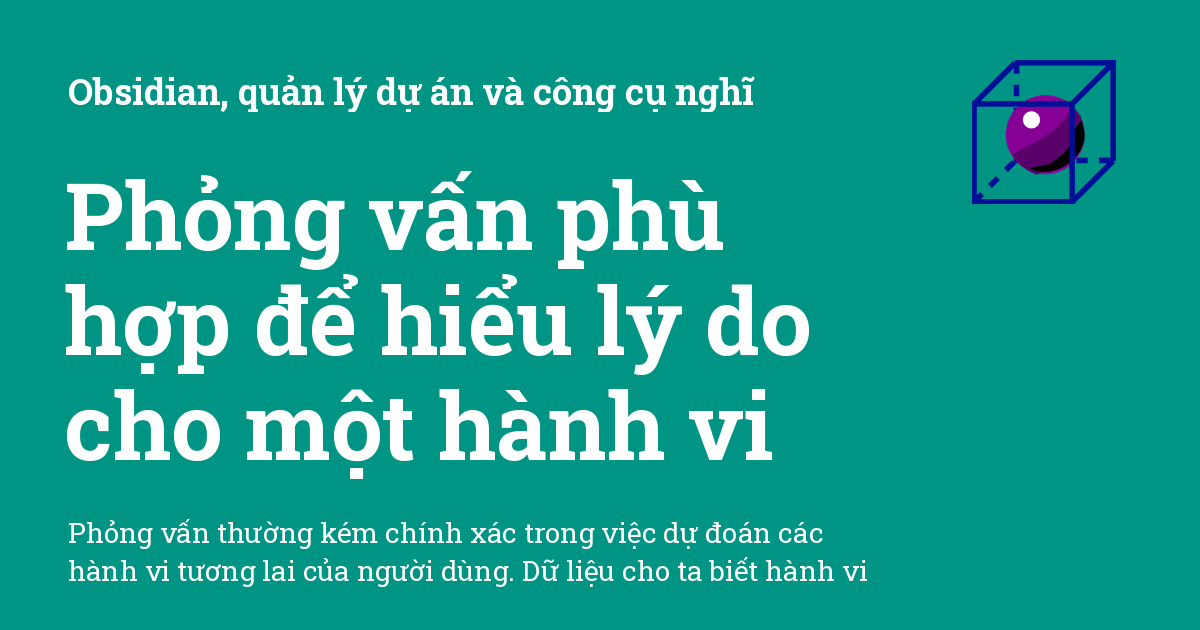 Obsidian, quản lý dự án và công cụ nghĩ
Phỏng vấn phù
hợp để hiểu lý do
cho một hành vi
Phỏng vấn thường kém chính xác trong việc dự đoán các
hành vi tương lai của người dùng. Dữ liệu cho ta biết hành vi